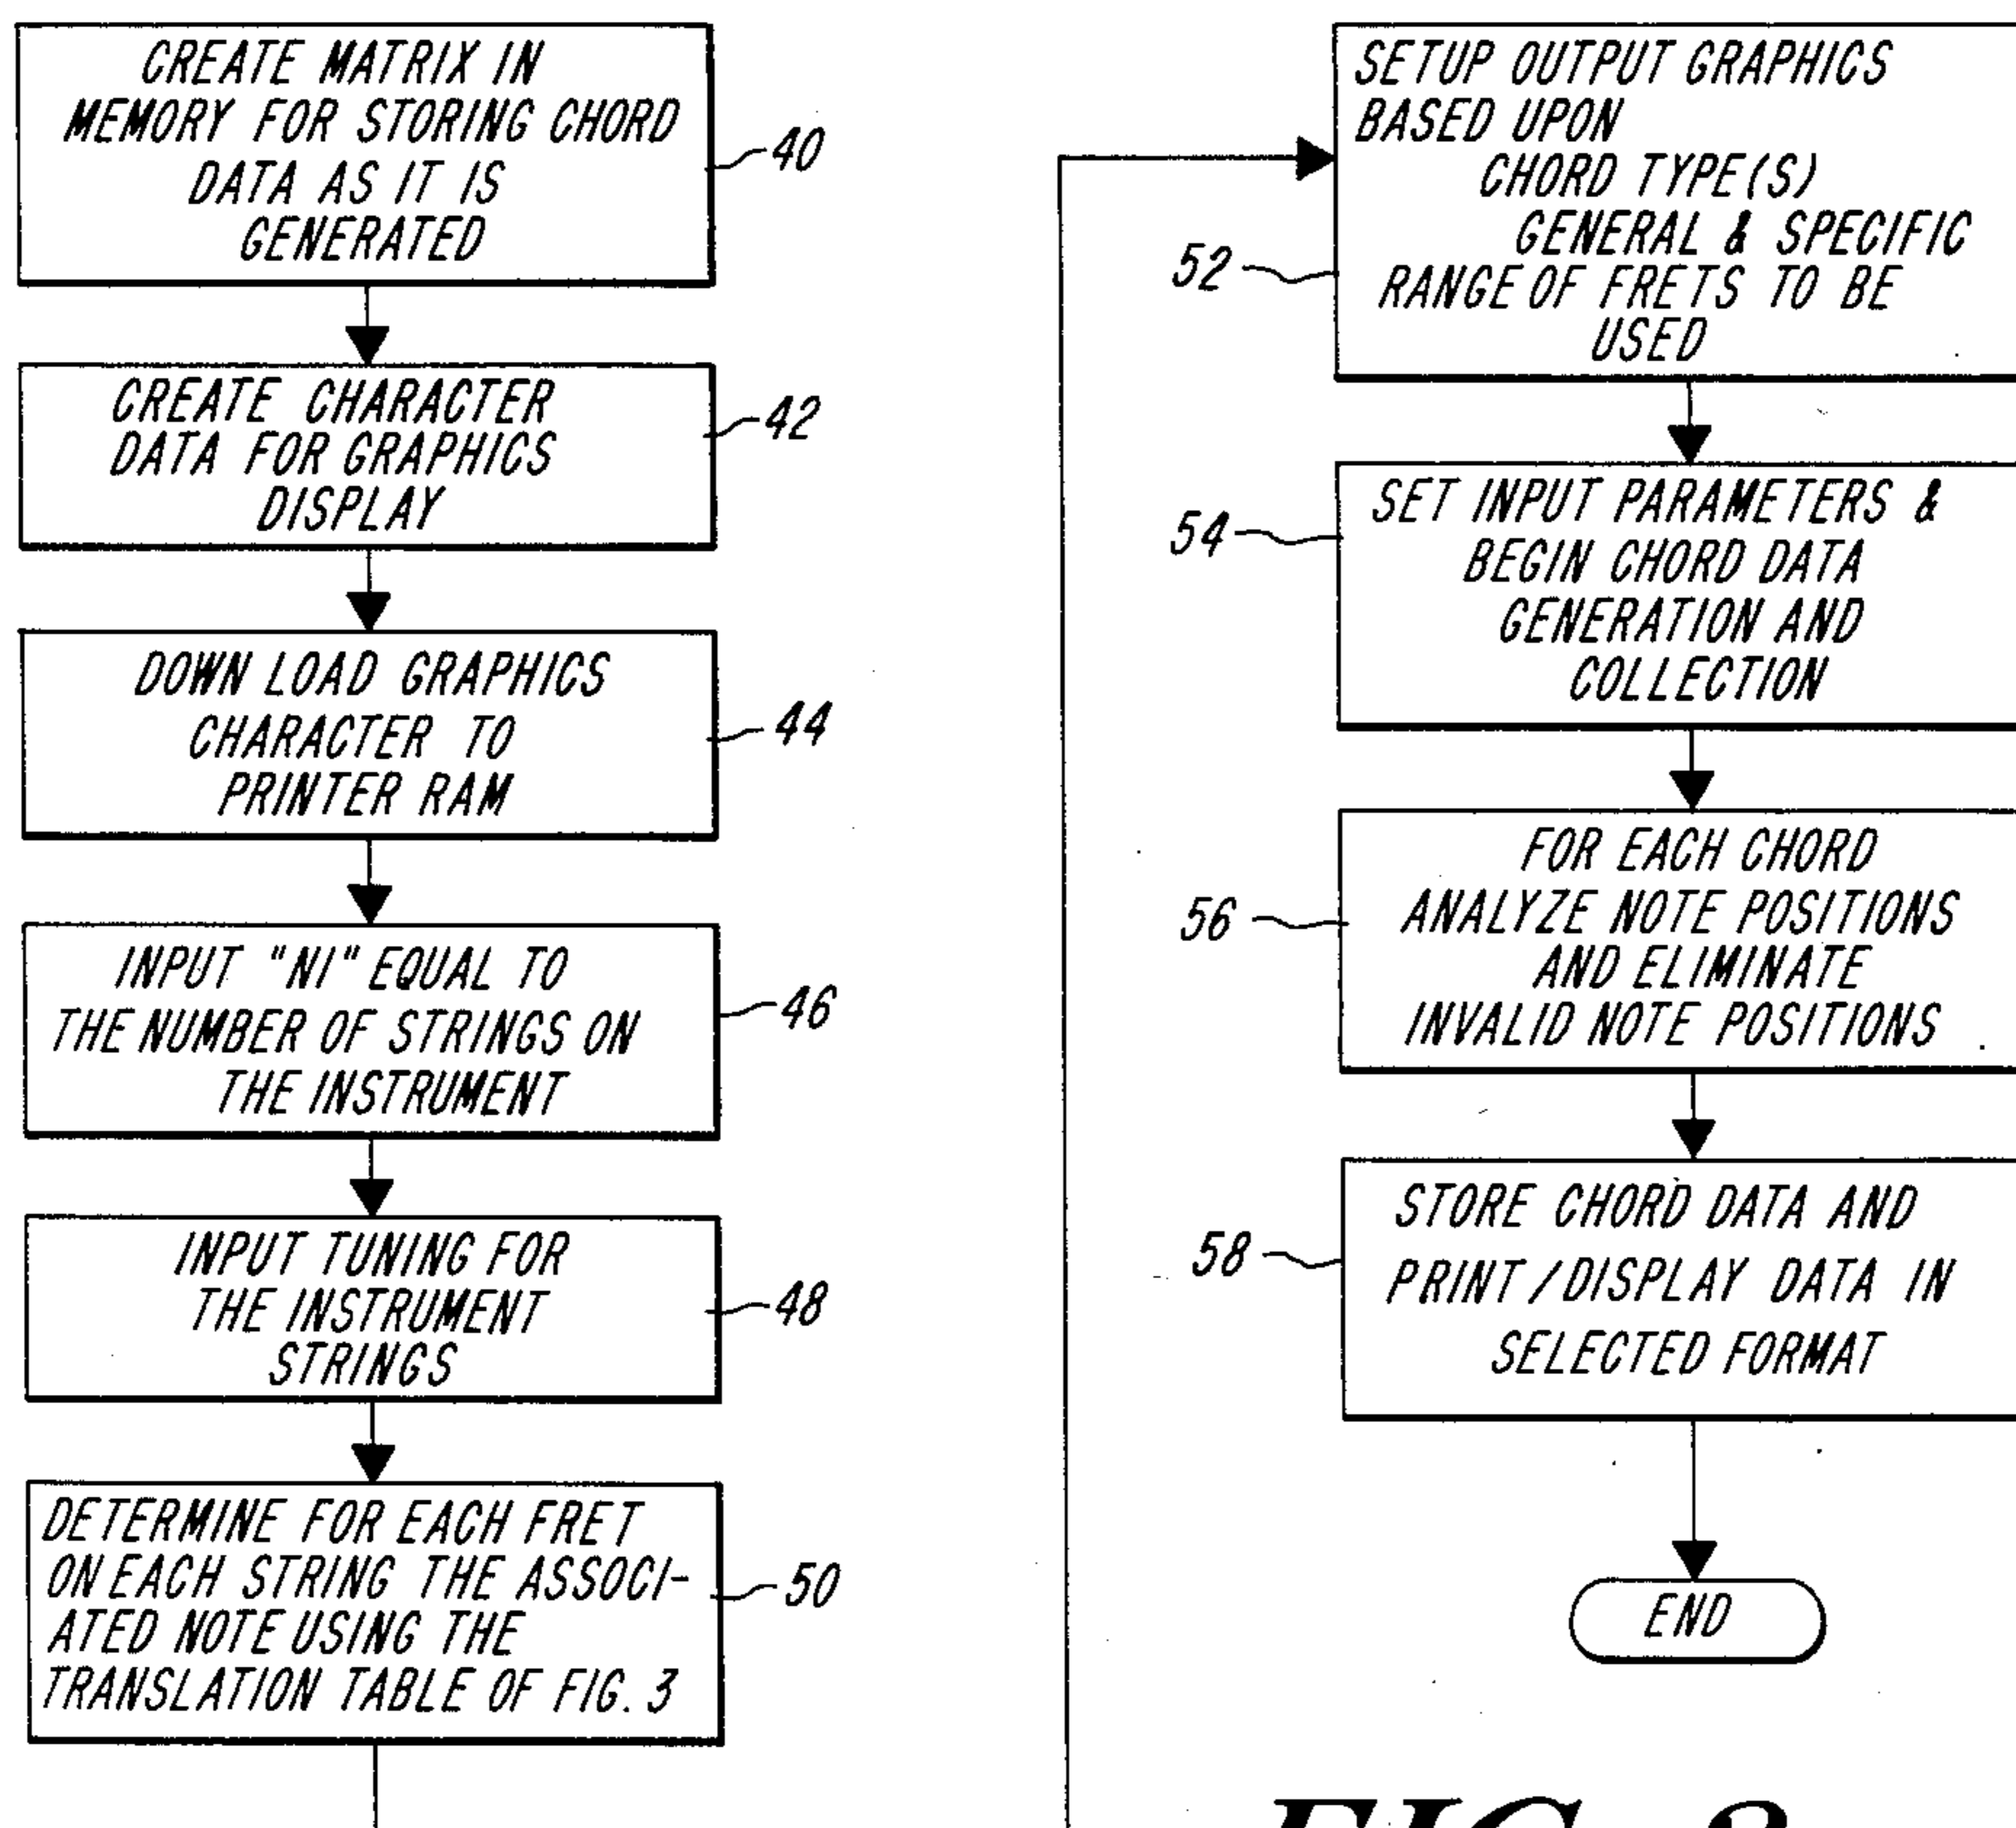 CREATE MATRIX IN
MEMORY FOR STORING CHORD
DATA AS IT IS
GENERATED
40
CREATE CHARACTER
DATA FOR GRAPHICS
DISPLAY
42
DOWN LOAD GRAPHICS
CHARACTER TO
PRINTER RAM
44
INPUT "NI" EQUAL TO
THE NUMBER OF STRINGS ON
THE INSTRUMENT
46
INPUT TUNING FOR
THE INSTRUMENT
STRINGS
48
DETERMINE FOR EACH FRET
ON EACH STRING THE ASSOCI-
ATED NOTE USING THE
TRANSLATION TABLE OF FIG. 3
50
SETUP OUTPUT GRAPHICS
BASED UPON
CHORD TYPE(S)
GENERAL & SPECIFIC
RANGE OF FRETS TO BE
USED
52
SET INPUT PARAMETERS &
BEGIN CHORD DATA
GENERATION AND
COLLECTION
54
FOR EACH CHORD
ANALYZE NOTE POSITIONS
AND ELIMINATE
INVALID NOTE POSITIONS
56
STORE CHORD DATA AND
PRINT/DISPLAY DATA IN
SELECTED FORMAT
58
END